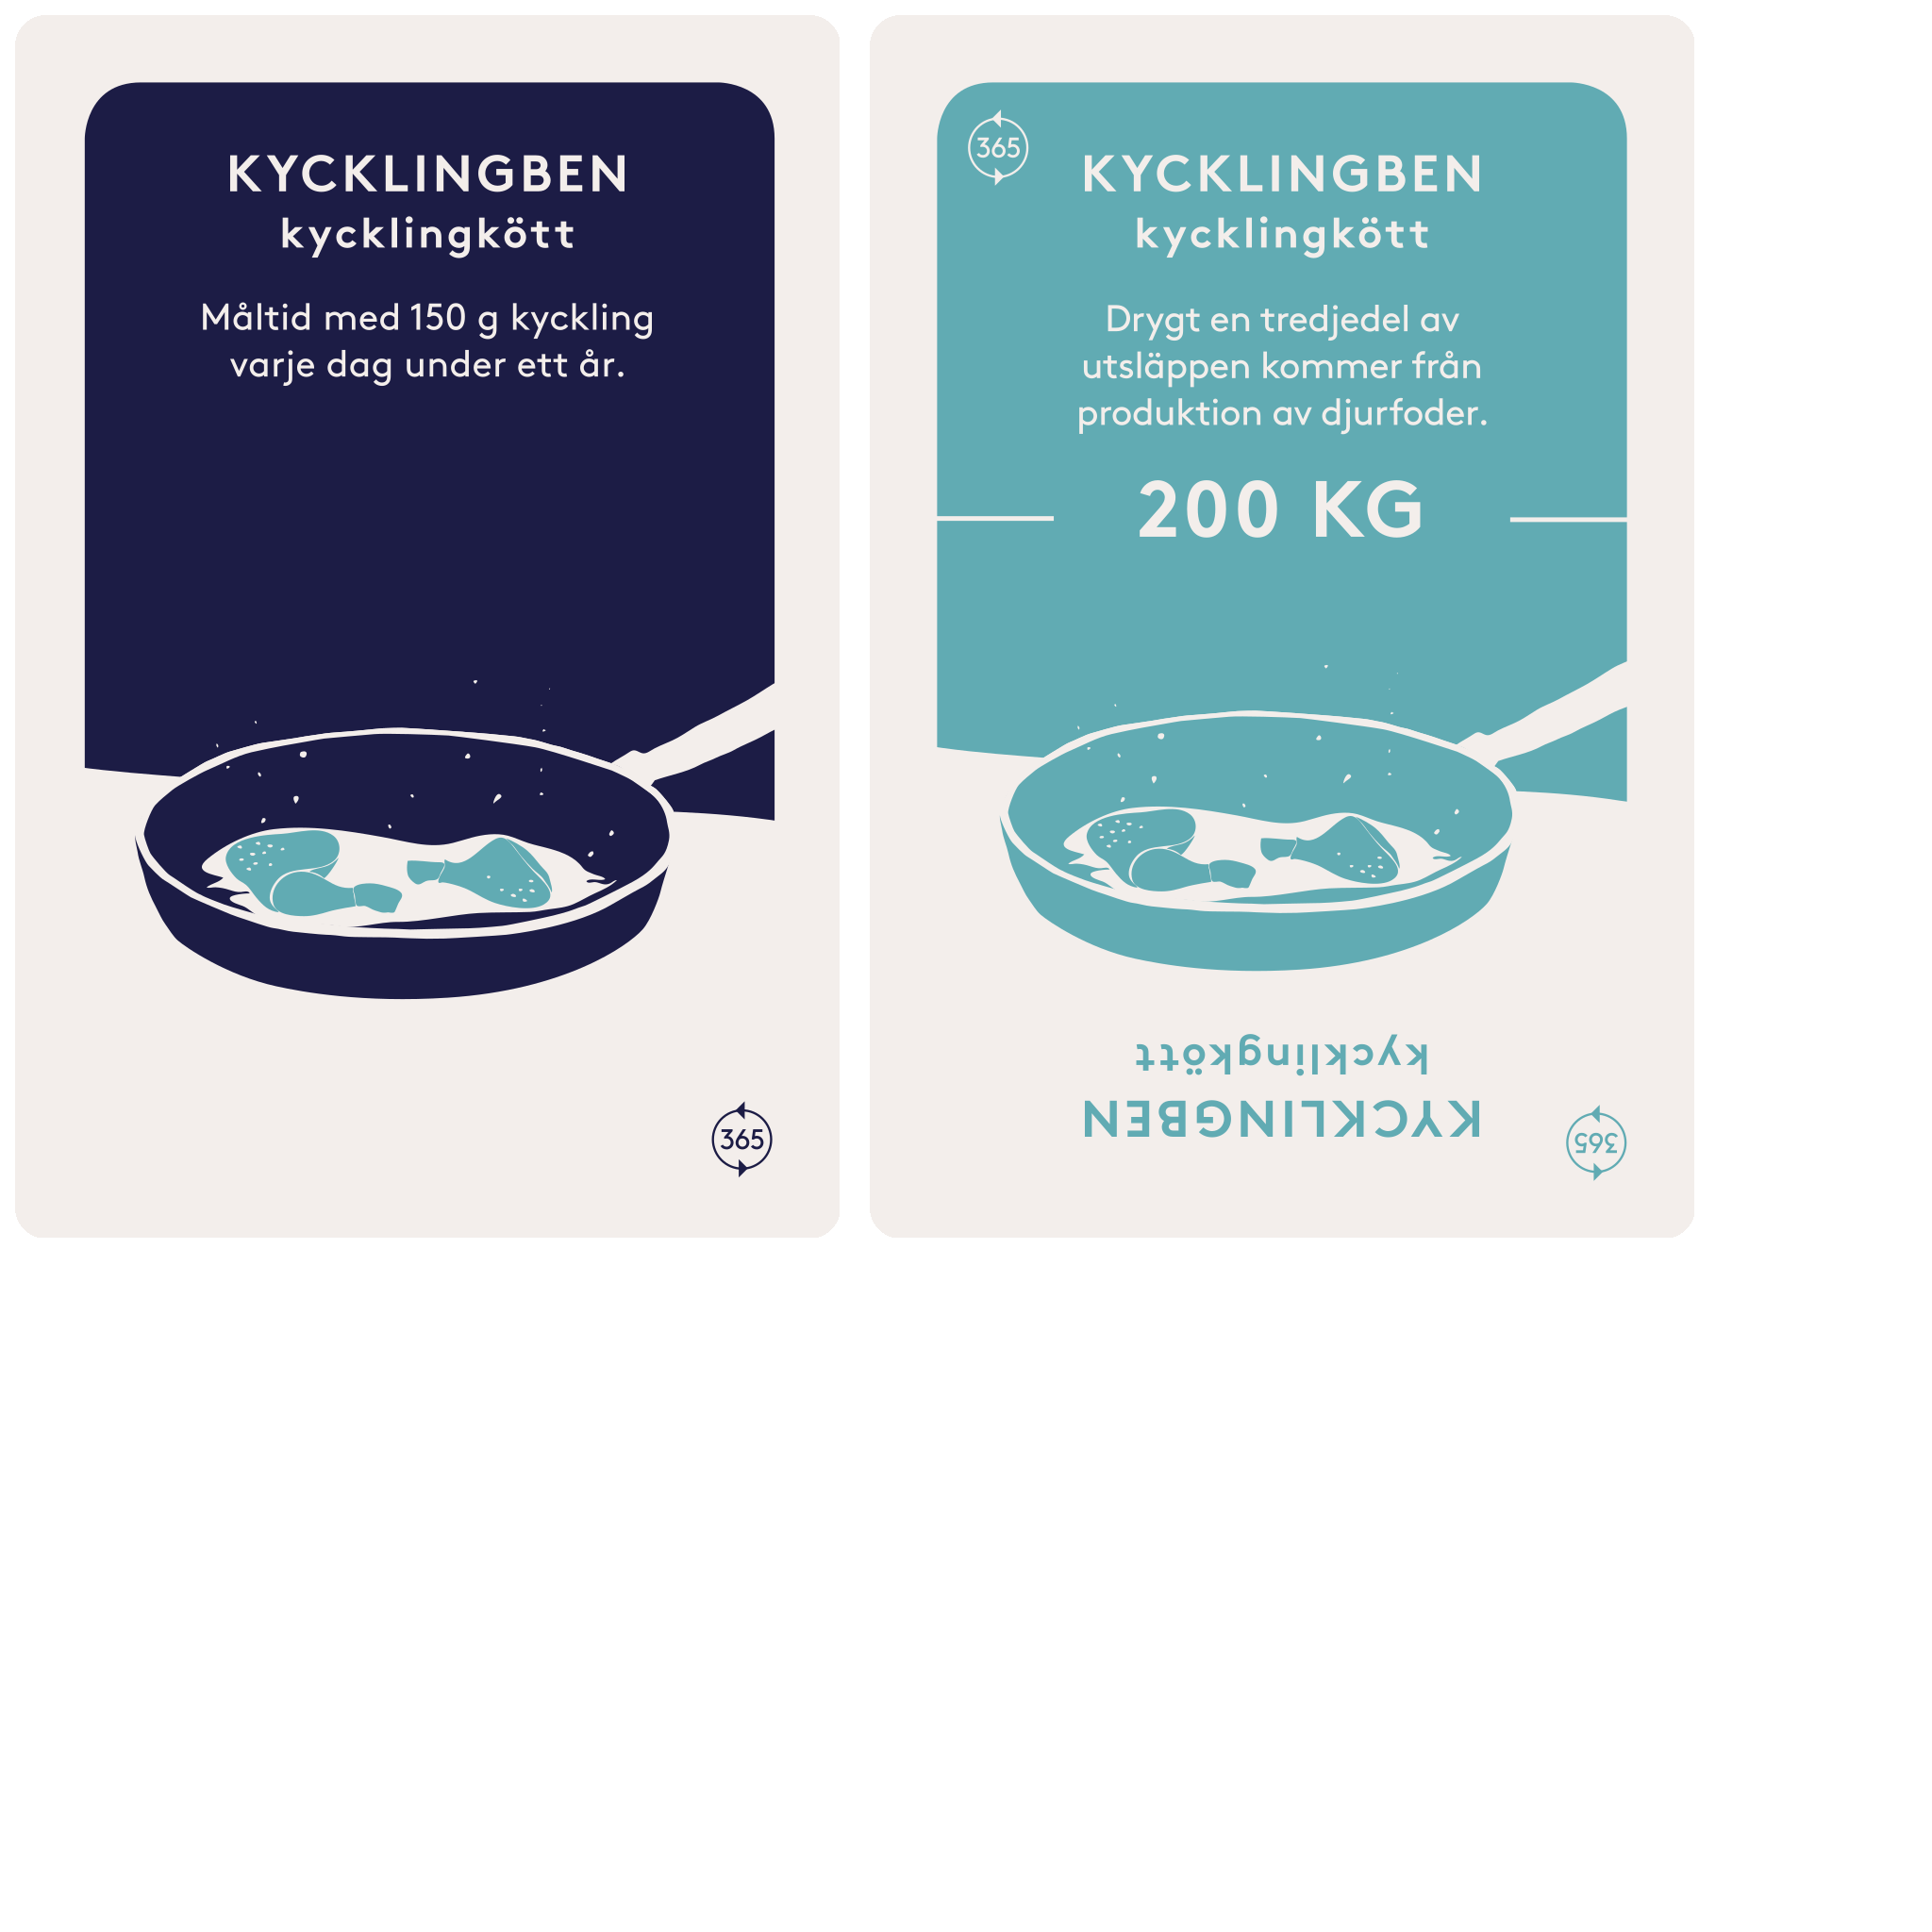 KYCKLINGBEN
kycklingkött
Måltid med 150 g kyckling
varje dag under ett år.
365
365
KYCKLINGBEN
kycklingkött
Drygt en tredjedel av
utsläppen kommer från
produktion av djurfoder.
200 KG
kycklingkött
KYCKLINGBEN
365